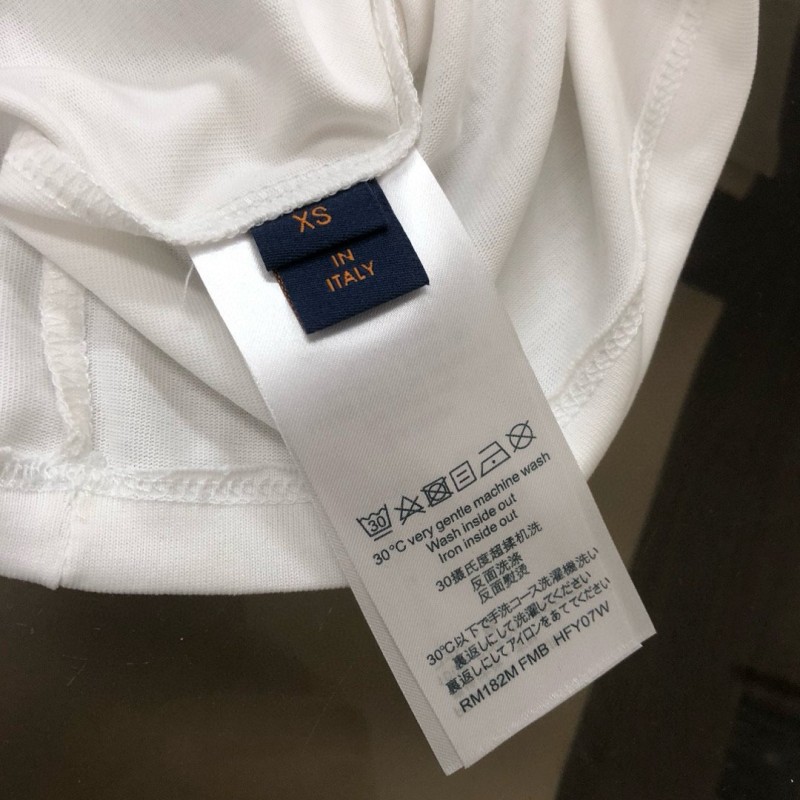 XS
IN
ITALY
30
30°C very gentle machine wash
Wash inside out
Iron inside out
30攝氏度超揉机洗
反面洗涤
反面熨烫
30℃以下で手洗コース洗濯機洗い
裏返しにして洗濯してください
裏返しにしてアイロンをあててください
RM182M FMB HFY07W